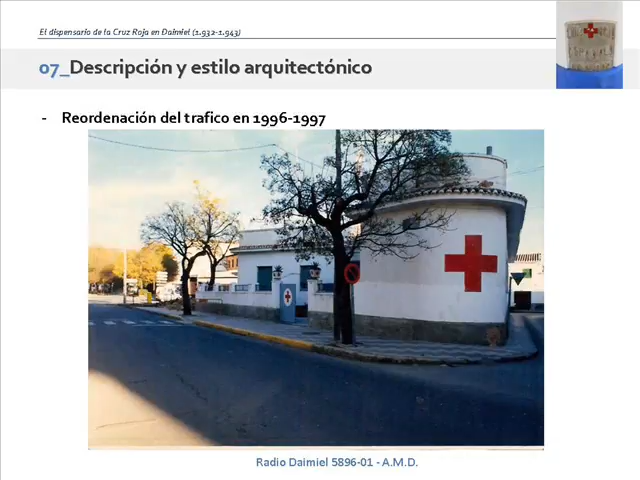 El dispensario de la Cruz Roja en Daimiel (1.932-1.943)
07_Descripción y estilo arquitectónico
- Reordenación del trafico en 1996-1997
Radio Daimiel 5896-01 - A.M.D.